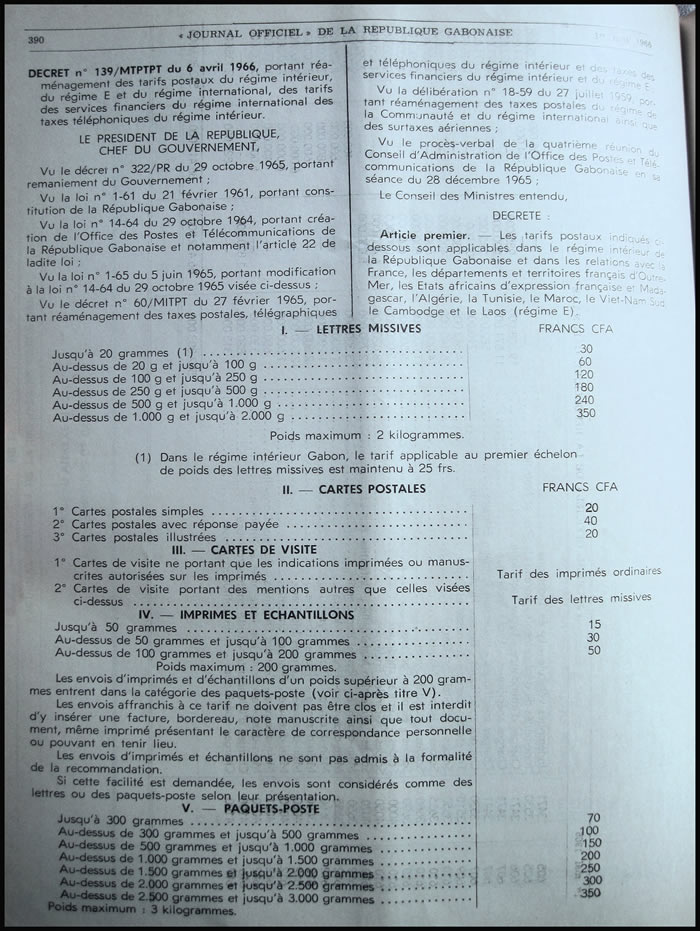 390
« JOURNAL OFFICIEL » DE LA REPUBLIQUE GABONAISE
1966
DECRET n° 139/MTPTPT du 6 avril 1966, portant réa-
ménagement des tarifs postaux du régime intérieur,
du régime E et du régime international, des tarifs
des services financiers du régime international des
taxes téléphoniques du régime intérieur.
LE PRESIDENT DE LA REPUBLIQUE,
CHEF DU GOUVERNEMENT,
Vu le décret n° 322/PR du 29 octobre 1965, portant
remaniement du Gouvernement ;
Vu la loi n° 1-61 du 21 février 1961, portant cons-
titution de la République Gabonaise ;
Vu la loi n° 14-64 du 29 octobre 1964, portant créa-
tion de l'Office des Postes et Télécommunications de
la République Gabonaise et notamment l'article 22 de
ladite loi ;
Vu la loi n° 1-65 du 5 juin 1965, portant modification
à la loi n° 14-64 du 29 octobre 1965 visée ci-dessus ;
Vu le décret n° 60/MITPT du 27 février 1965, por-
tant réaménagement des taxes postales, télégraphiques
et téléphoniques du régime intérieur et des taxes des
services financiers du régime intérieur et du régime E.
Vu la délibération n° 18-59 du 27 juillet 1959, por-
tant réaménagement des taxes postales du régime de
la Communauté et du régime international ainsi que
des surtaxes aériennes ;
Vu le procès-verbal de la quatrième réunion du
Conseil d'Administration de l'Office des Postes et Télé-
communications de la République Gabonaise en sa
séance du 28 décembre 1965 ;
Le Conseil des Ministres entendu,
DECRETE :
Article premier. — Les tarifs postaux indiqués ci-
dessous sont applicables dans le régime intérieur de
la République Gabonaise et dans les relations avec la
France, les départements et territoires français d'Outre-
Mer, les Etats africains d'expression française et Mada-
gascar, l'Algérie, la Tunisie, le Maroc, le Viet-Nam Sud,
le Cambodge et le Laos (régime E).
I. — LETTRES MISSIVES FRANCS CFA
Jusqu'à 20 grammes (1) .......... 30
Au-dessus de 20 g et jusqu'à 100 g .......... 60
Au-dessus de 100 g et jusqu'à 250 g .......... 120
Au-dessus de 250 g et jusqu'à 500 g .......... 180
Au-dessus de 500 g et jusqu'à 1.000 g .......... 240
Au-dessus de 1.000 g et jusqu'à 2.000 g .......... 350
Poids maximum : 2 kilogrammes.
(1) Dans le régime intérieur Gabon, le tarif applicable au premier échelon
de poids des lettres missives est maintenu à 25 frs.
II. — CARTES POSTALES FRANCS CFA
1° Cartes postales simples .......... 20
2° Cartes postales avec réponse payée .......... 40
3° Cartes postales illustrées .......... 20
III. — CARTES DE VISITE
1° Cartes de visite ne portant que les indications imprimées ou manus-
crites autorisées sur les imprimés .......... Tarif des imprimés ordinaires
2° Cartes de visite portant des mentions autres que celles visées
ci-dessus .......... Tarif des lettres missives
IV. — IMPRIMES ET ECHANTILLONS
Jusqu'à 50 grammes .......... 15
Au-dessus de 50 grammes et jusqu'à 100 grammes .......... 30
Au-dessus de 100 grammes et jusqu'à 200 grammes .......... 50
Poids maximum : 200 grammes.
Les envois d'imprimés et d'échantillons d'un poids supérieur à 200 gram-
mes entrent dans la catégorie des paquets-poste (voir ci-après titre V).
Les envois affranchis à ce tarif ne doivent pas être clos et il est interdit
d'y insérer une facture, bordereau, note manuscrite ainsi que tout docu-
ment, même imprimé présentant le caractère de correspondance personnelle
ou pouvant en tenir lieu.
Les envois d'imprimés et échantillons ne sont pas admis à la formalité
de la recommandation.
Si cette facilité est demandée, les envois sont considérés comme des
lettres ou des paquets-poste selon leur présentation.
V. — PAQUETS-POSTE
Jusqu'à 300 grammes .......... 70
Au-dessus de 300 grammes et jusqu'à 500 grammes .......... 100
Au-dessus de 500 grammes et jusqu'à 1.000 grammes .......... 150
Au-dessus de 1.000 grammes et jusqu'à 1.500 grammes .......... 200
Au-dessus de 1.500 grammes et jusqu'à 2.000 grammes .......... 250
Au-dessus de 2.000 grammes et jusqu'à 2.500 grammes .......... 300
Au-dessus de 2.500 grammes et jusqu'à 3.000 grammes .......... 350
Poids maximum : 3 kilogrammes.